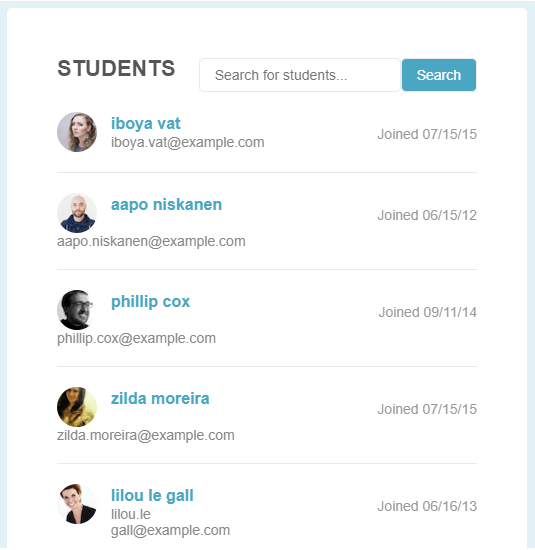 STUDENTS
Search for students...
Search
iboya vat
iboya.vat@example.com
Joined 07/15/15
aapo niskanen
Joined 06/15/12
aapo.niskanen@example.com
phillip cox
Joined 09/11/14
phillip.cox@example.com
zilda moreira
Joined 07/15/15
zilda.moreira@example.com
lilou le gall
lilou.le
gall@example.com
Joined 06/16/13